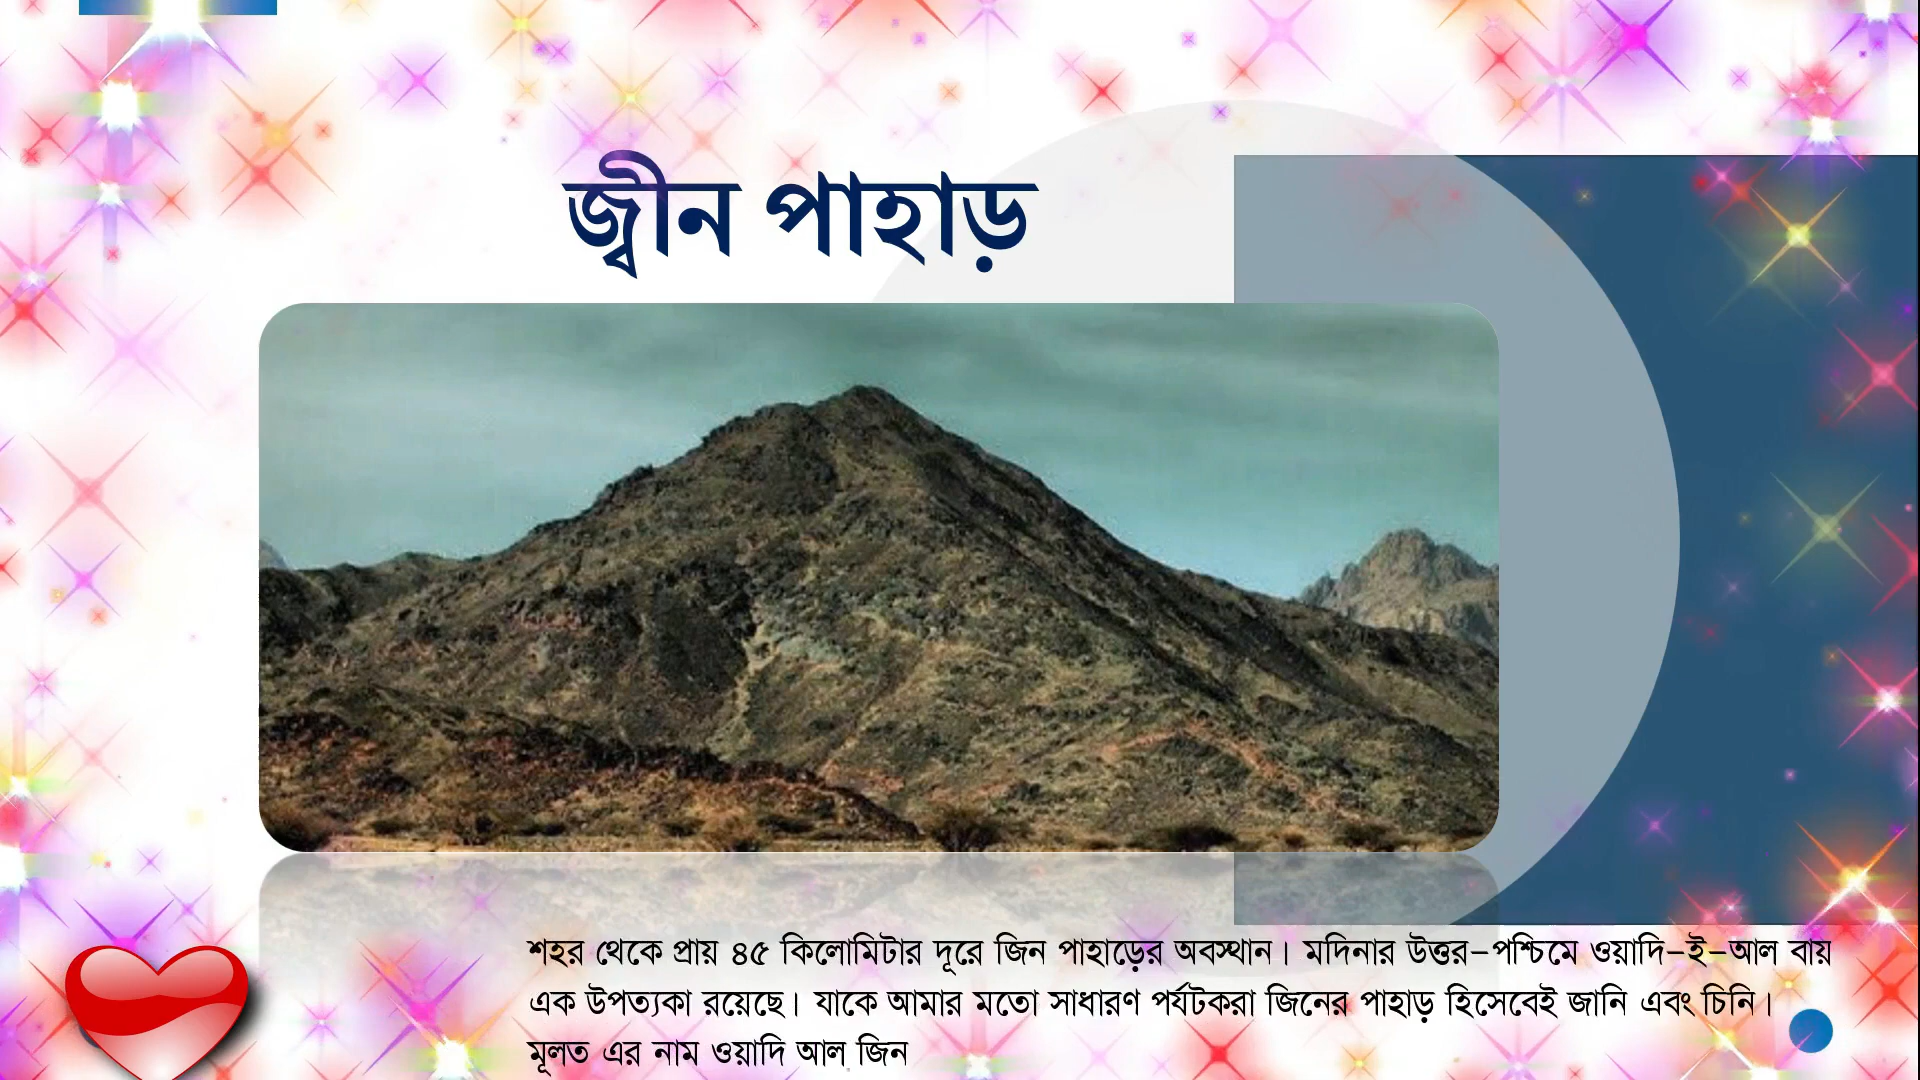 জ্বীন পাহাড়
শহর থেকে প্রায় ৪৫ কিলোমিটার দূরে জিন পাহাড়ের অবস্থান। মদিনার উত্তর-পশ্চিমে ওয়াদি-ই-আল বায়
এক উপত্যকা রয়েছে। যাকে আমার মতো সাধারণ পর্যটকরা জিনের পাহাড় হিসেবেই জানি এবং চিনি।
মূলত এর নাম ওয়াদি আল জিন